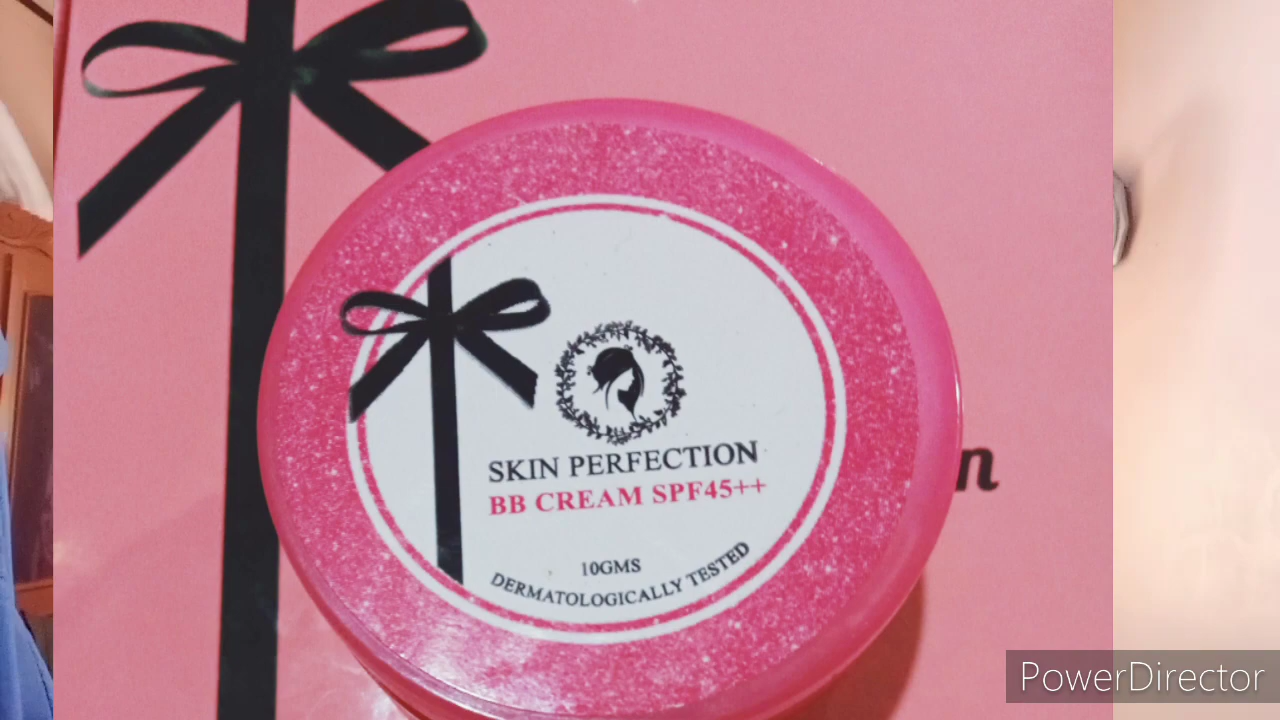 SKIN PERFECTION
BB CREAM SPF45++
10GMS
DERMATOLOGICALLY TESTED
n
PowerDirector